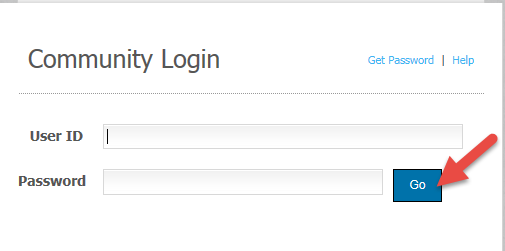 Community Login
Get Password | Help
User ID
Password
Go